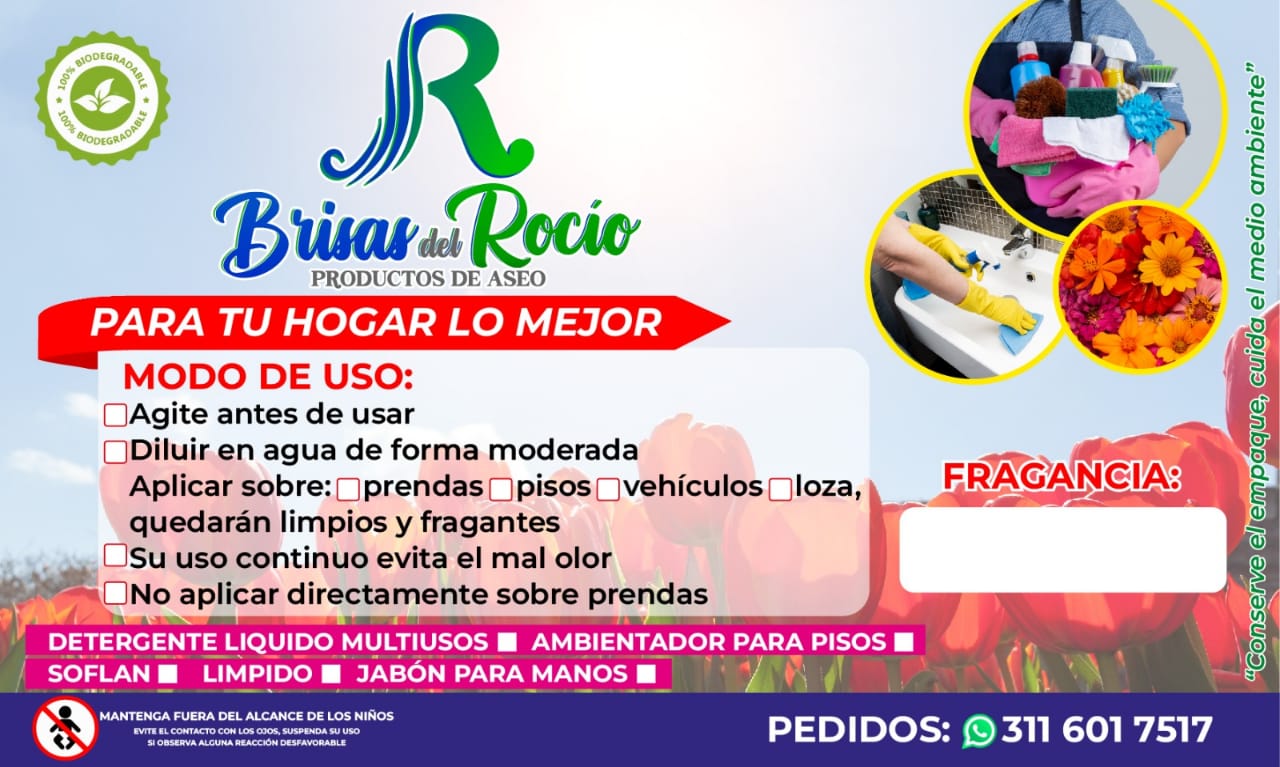 100% BIODEGRADABLE
100% BIODEGRADABLE
R
Brisas del Rocío
PRODUCTOS DE ASEO
PARA TU HOGAR LO MEJOR
MODO DE USO:
Agite antes de usar
Diluir en agua de forma moderada
Aplicar sobre: prendas pisos vehículos loza,
quedarán limpios y fragantes
Su uso continuo evita el mal olor
No aplicar directamente sobre prendas
FRAGANCIA:
"Conserve el empaque, cuida el medio ambiente"
DETERGENTE LIQUIDO MULTIUSOS AMBIENTADOR PARA PISOS
SOFLAN LIMPIDO JABÓN PARA MANOS
MANTENGA FUERA DEL ALCANCE DE LOS NIÑOS
EVITE EL CONTACTO CON LOS OJOS, SUSPENDA SU USO
SI OBSERVA ALGUNA REACCIÓN DESFAVORABLE
PEDIDOS: 311 601 7517